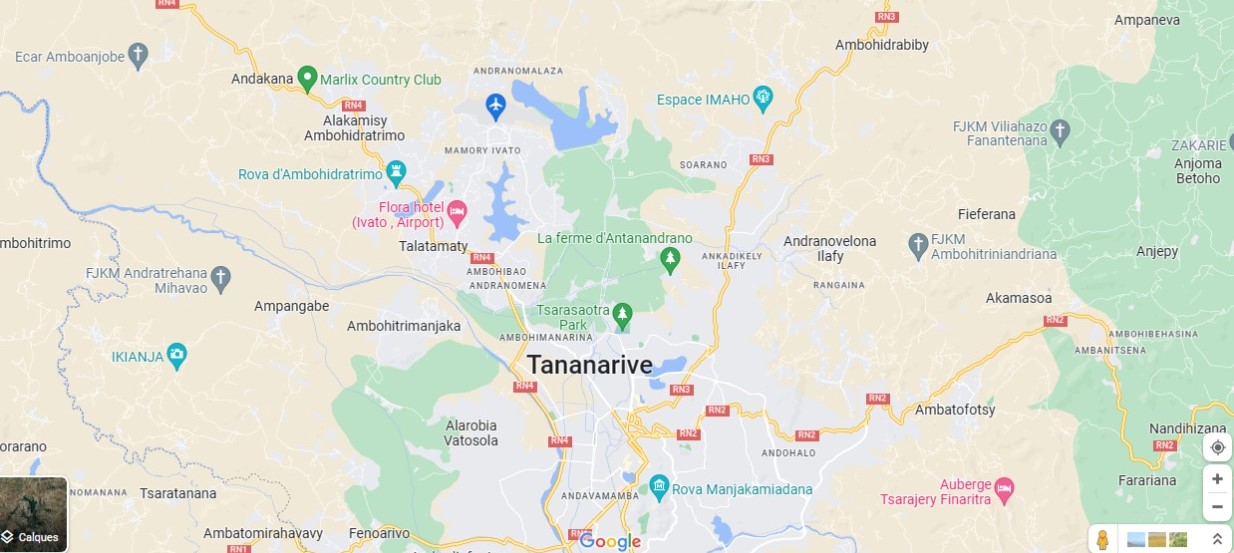 RN4
RN3
Ampaneva
Ambohidrabiby
Ecar Amboanjobe
Andakana
Marlix Country Club
ANDRANOMALAZA
RN4
Espace IMAHO
Alakamisy
Ambohidratrimo
FJKM Viliahazo
Fanantenana
MAMORY IVATO
ZAKARIE
Anjoma
Betoho
SOARANO
RN3
Rova d'Ambohidratrimo
Flora hotel
(Ivato , Airport)
Fieferana
mbohitrimo
Talatamaty
La ferme d'Antanandrano
Andranovelona
Ilafy
FJKM
Ambohitriniandriana
Anjepy
RN4
ANKADIKELY
ILAFY
AMBOHIBAO
ANDRANOMENA
FJKM Andratrehana
Mihavao
RANGAINA
Ampangabe
Akamasoa
Tsarasaotra
Park
RN2
Ambohitrimanjaka
AMBOHIMANARINA
AMBOHIBEHASINA
AMBANITSENA
IKIANJA
Tananarive
RN4
RN3
RN2
RN2
Ambatofotsy
Alarobia
Vatosola
RN4
RN2
RN2
Nandihizana
RN2
orarano
ANDOHALO
Farariana
NOMANANA
Tsaratanana
ANDAVAMAMBA
Rova Manjakamiadana
Auberge
Tsarajery Finaritra
Calques
Ambatomirahavavy
Fenoarivo
Google
RN1